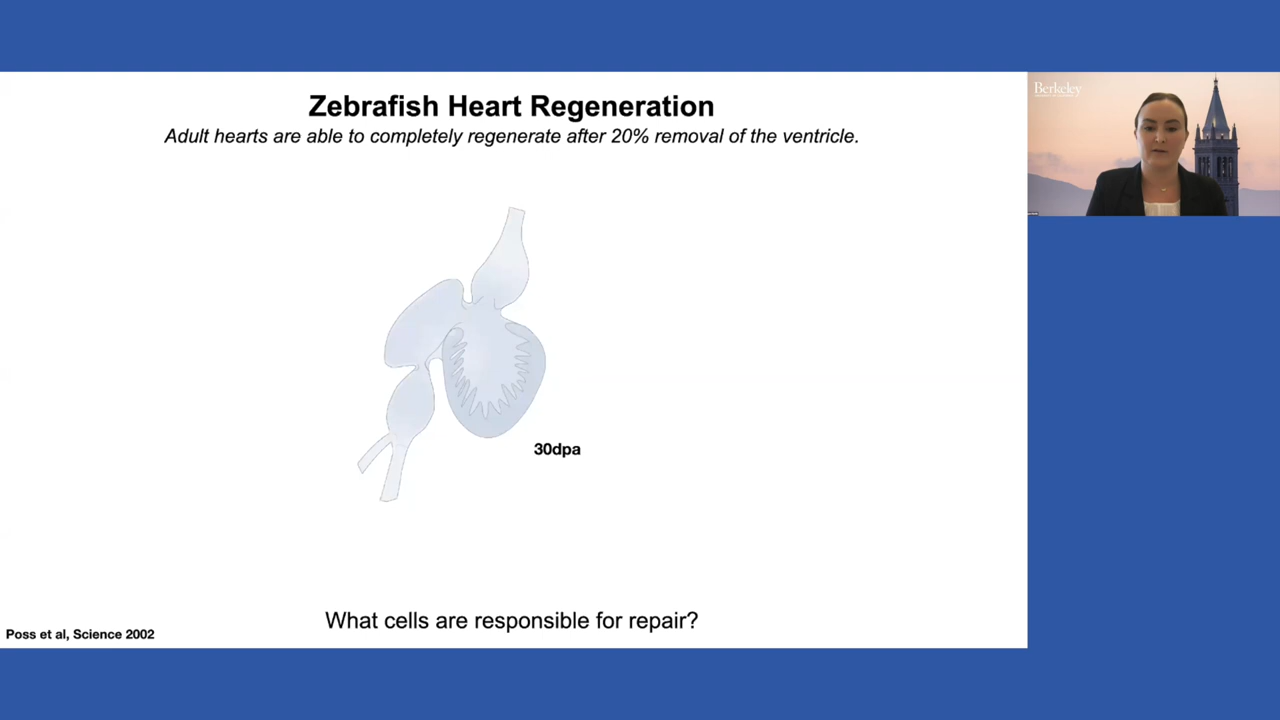 Zebrafish Heart Regeneration
Adult hearts are able to completely regenerate after 20% removal of the ventricle.
30dpa
What cells are responsible for repair?
Poss et al, Science 2002
Berkeley